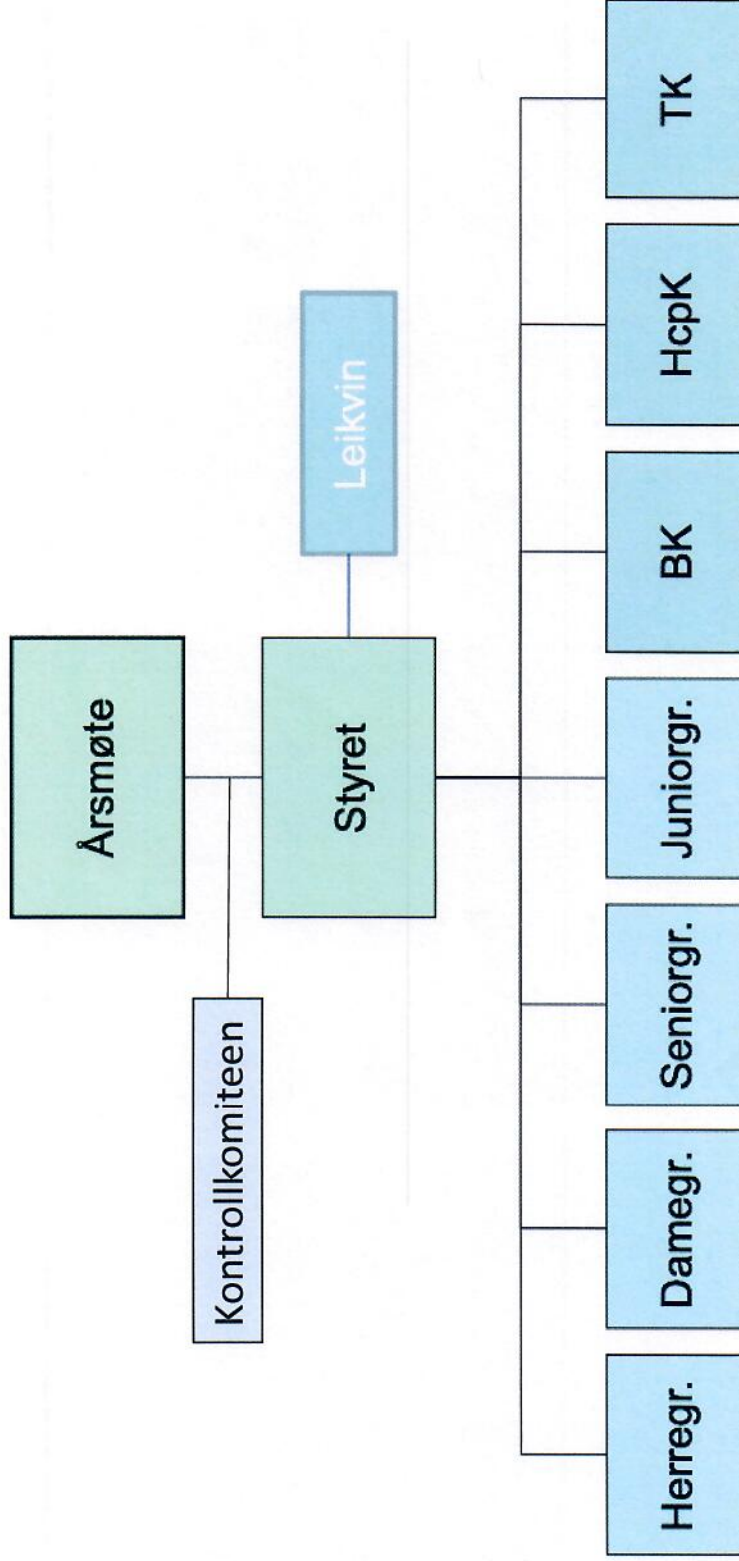 Årsmøte
Kontrollkomiteen
Styret
Leikvin
Herregr.
Damegr.
Seniorgr.
Juniorgr.
BK
HcpK
TK